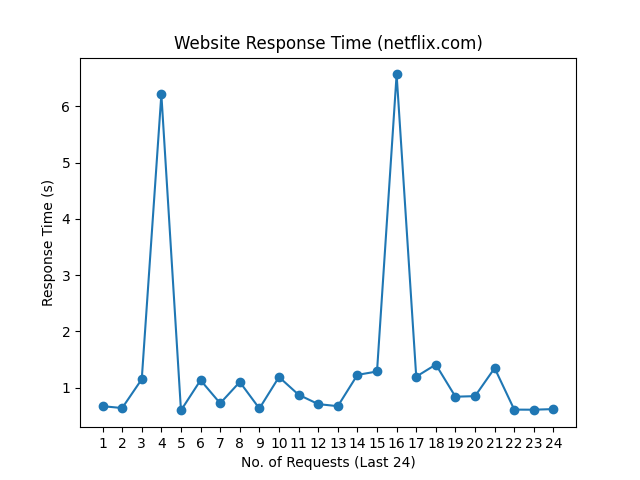 Website Response Time (netflix.com)
Response Time (s)
6
5
4
3
2
1
1 2 3 4 5 6 7 8 9 10 11 12 13 14 15 16 17 18 19 20 21 22 23 24
No. of Requests (Last 24)